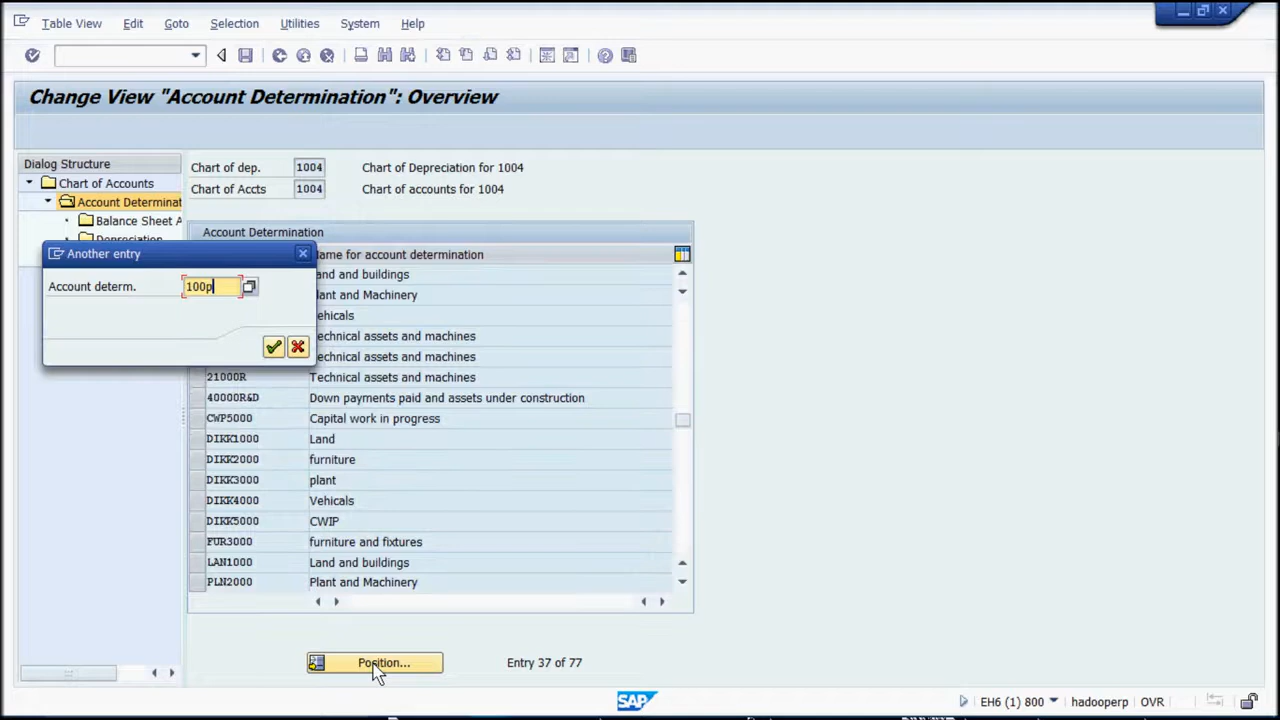 Table View Edit Goto Selection Utilities System Help
Change View "Account Determination": Overview
Dialog Structure
Chart of Accounts
Account Determinat
Balance Sheet A
Depreciation
Chart of dep. 1004 Chart of Depreciation for 1004
Chart of Accts 1004 Chart of accounts for 1004
Another entry
Account determ. 100p
Account Determination
ame for account determination
and and buildings
lant and Machinery
ehicals
echnical assets and machines
echnical assets and machines
21000R Technical assets and machines
40000R&D Down payments paid and assets under construction
CWP5000 Capital work in progress
DIKK1000 Land
DIKK2000 furniture
DIKK3000 plant
DIKK4000 Vehicals
DIKK5000 CWIP
FUR3000 furniture and fixtures
LAN1000 Land and buildings
PLN2000 Plant and Machinery
Position... Entry 37 of 77
SAP EH6 (1) 800 hadooperp OVR